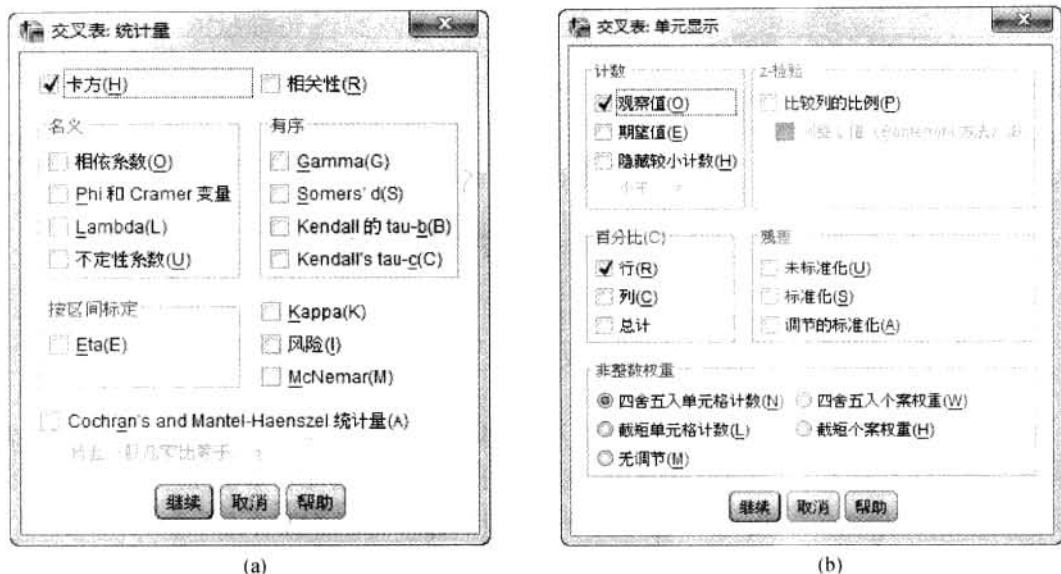 交叉表: 统计量
卡方(H)
相关性(R)
名义
相依系数(O)
Phi 和 Cramer 变量
Lambda(L)
不定性系数(U)
有序
Gamma(G)
Somers' d(S)
Kendall 的 tau-b(B)
Kendall's tau-c(C)
按区间标定
Eta(E)
Kappa(K)
风险(I)
McNemar(M)
Cochran's and Mantel-Haenszel 统计量(A)
继续
取消
帮助
(a)
交叉表: 单元显示
计数
观察值(O)
期望值(E)
隐藏较小计数(H)
小于
z-检验
比较列的比例(P)
百分比(C)
行(R)
列(C)
总计
残差
未标准化(U)
标准化(S)
调节的标准化(A)
非整数权重
四舍五入单元格计数(N)
四舍五入个案权重(W)
截短单元格计数(L)
截短个案权重(H)
无调节(M)
继续
取消
帮助
(b)